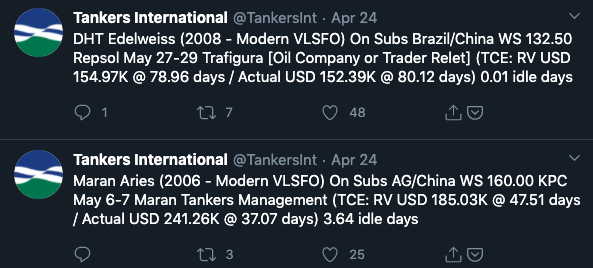 Tankers International @TankersInt · Apr 24
DHT Edelweiss (2008 - Modern VLSFO) On Subs Brazil/China WS 132.50
Repsol May 27-29 Trafigura [Oil Company or Trader Relet] (TCE: RV USD
154.97K @ 78.96 days / Actual USD 152.39K @ 80.12 days) 0.01 idle days
1 7 48
Tankers International @TankersInt · Apr 24
Maran Aries (2006 - Modern VLSFO) On Subs AG/China WS 160.00 KPC
May 6-7 Maran Tankers Management (TCE: RV USD 185.03K @ 47.51 days
/ Actual USD 241.26K @ 37.07 days) 3.64 idle days
3 25